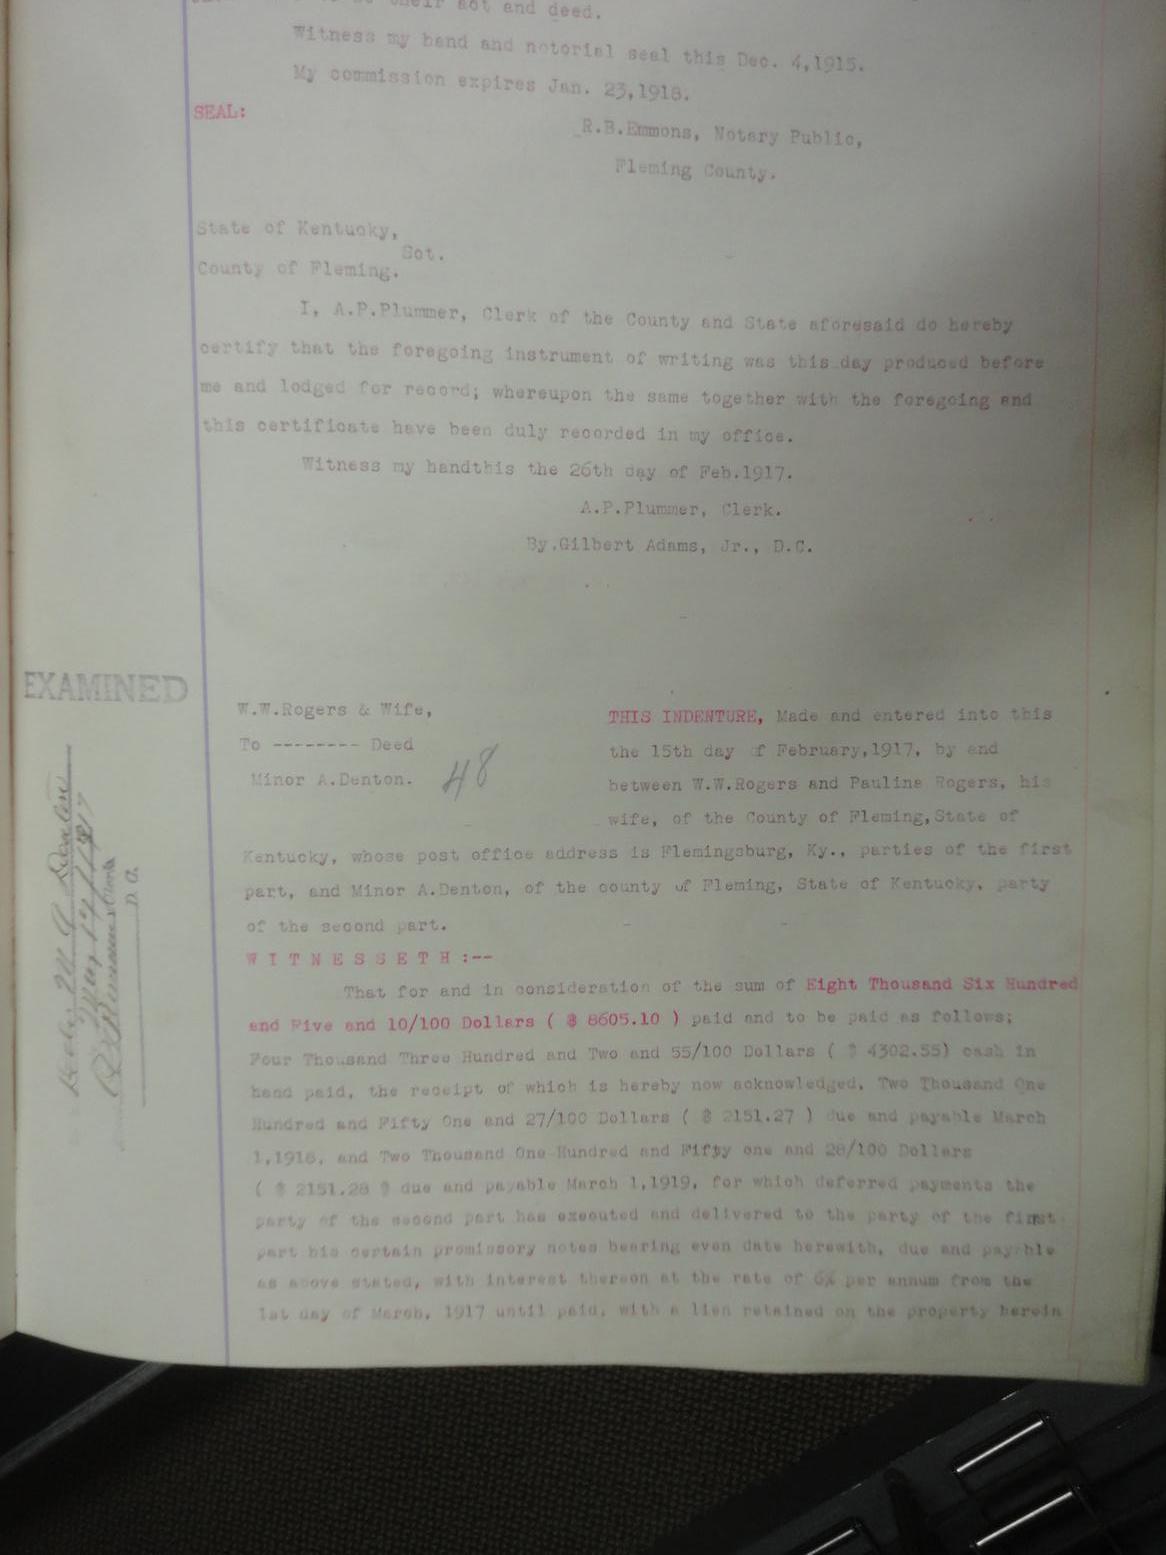 their act and deed.
Witness my hand and notorial seal this Dec. 4,1915.
My commission expires Jan. 23,1918.
SEAL:
R.B.Emmons, Notary Public,
Fleming County.
State of Kentucky,
Sct.
County of Fleming.
I, A.P.Plummer, Clerk of the County and State aforesaid do hereby
certify that the foregoing instrument of writing was this day produced before
me and lodged for record; whereupon the same together with the foregoing and
this certificate have been duly recorded in my office.
Witness my handthis the 26th day of Feb.1917.
A.P.Plummer, Clerk.
By.Gilbert Adams, Jr., D.C.
EXAMINED
W.W.Rogers & Wife,
To -------- Deed
Minor A.Denton.
48
THIS INDENTURE, Made and entered into this
the 15th day of February,1917, by and
between W.W.Rogers and Pauline Rogers, his
wife, of the County of Fleming,State of
Kentucky, whose post office address is Flemingsburg, Ky., parties of the first
part, and Minor A.Denton, of the county of Fleming, State of Kentucky, party
of the second part.
W I T N E S S E T H :--
That for and in consideration of the sum of Eight Thousand Six Hundred
and Five and 10/100 Dollars ( $ 8605.10 ) paid and to be paid as follows;
Four Thousand Three Hundred and Two and 55/100 Dollars ( $ 4302.55) cash in
hand paid, the receipt of which is hereby now acknowledged, Two Thousand One
Hundred and Fifty One and 27/100 Dollars ( $ 2151.27 ) due and payable March
1,1918, and Two Thousand One Hundred and Fifty one and 28/100 Dollars
( $ 2151.28 $ due and payable March 1,1919, for which deferred payments the
party of the second part has executed and delivered to the party of the first
part his certain promissory notes bearing even date herewith, due and payable
as above stated, with interest thereon at the rate of 6% per annum from the
1st day of March, 1917 until paid, with a lien retained on the property herein
D.C.